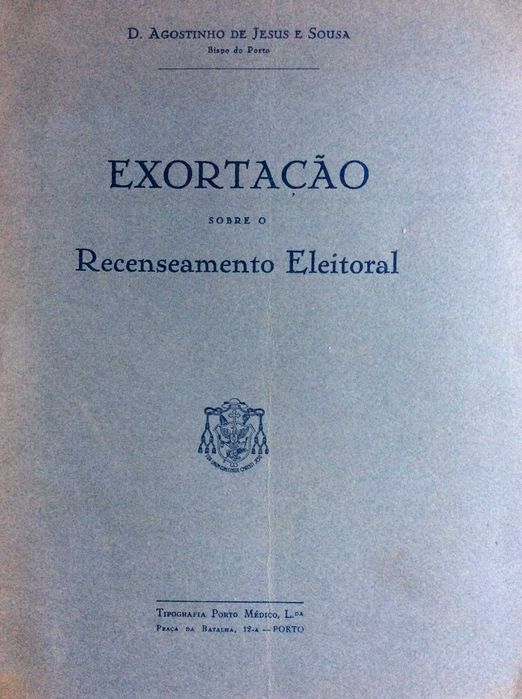 D. Agostinho de Jesus e Sousa
Bispo do Porto
EXORTAÇÃO
SOBRE O
Recenseamento Eleitoral
Tipografia Porto Médico, L.DA
Praça da Batalha, 12-A — PORTO